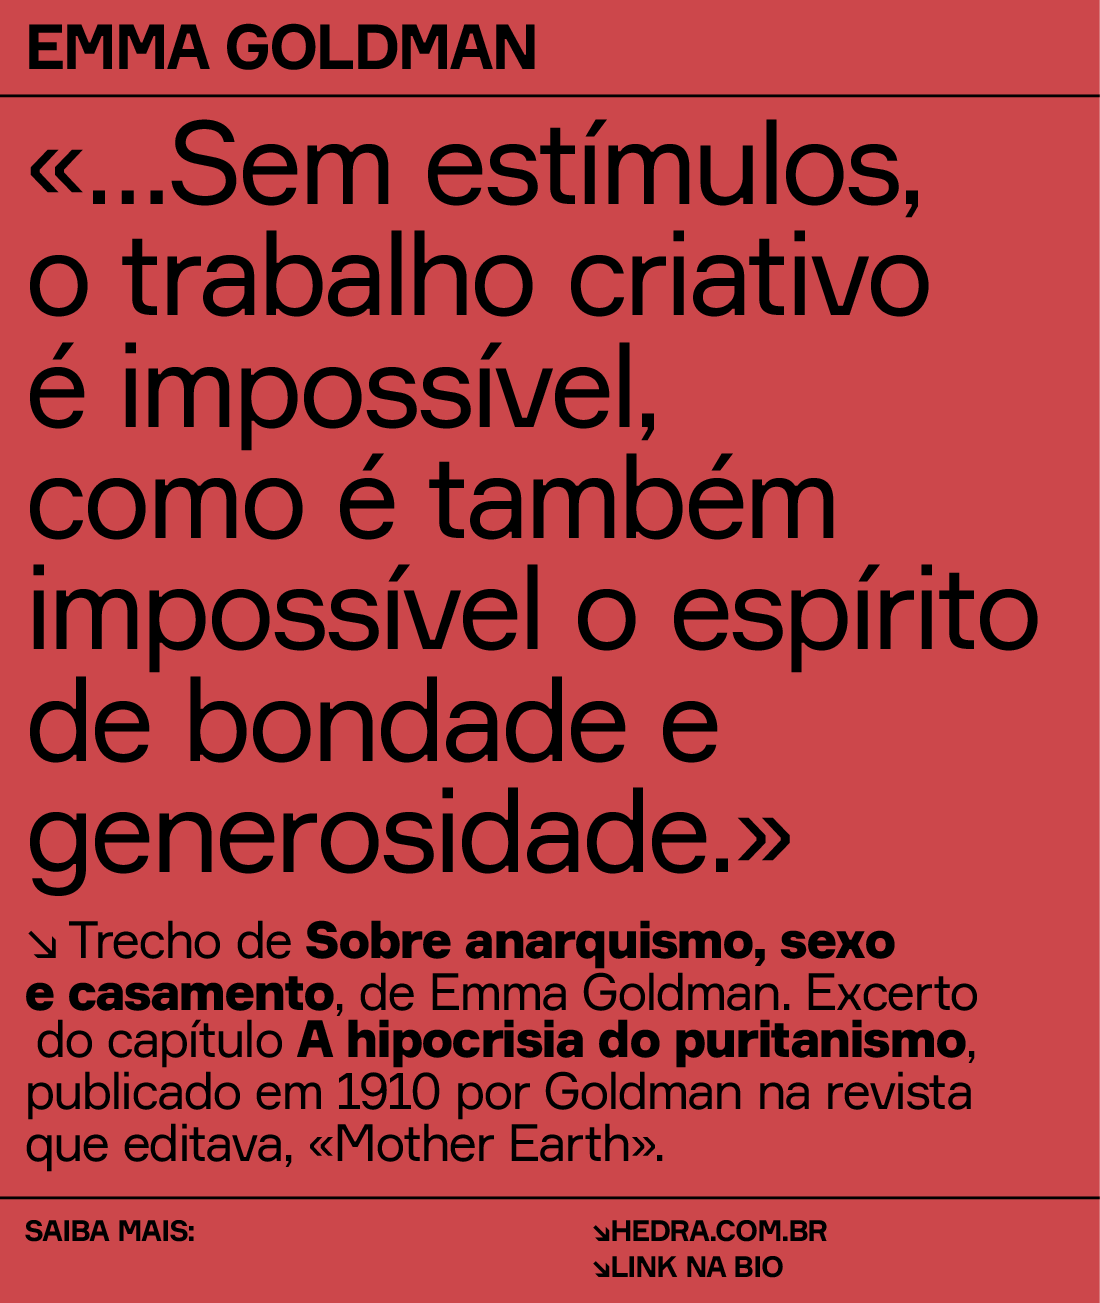 EMMA GOLDMAN
«...Sem estímulos,
o trabalho criativo
é impossível,
como é também
impossível o espírito
de bondade e
generosidade.»
↘ Trecho de Sobre anarquismo, sexo
e casamento, de Emma Goldman. Excerto
do capítulo A hipocrisia do puritanismo,
publicado em 1910 por Goldman na revista
que editava, «Mother Earth».
SAIBA MAIS:
↘HEDRA.COM.BR
↘LINK NA BIO